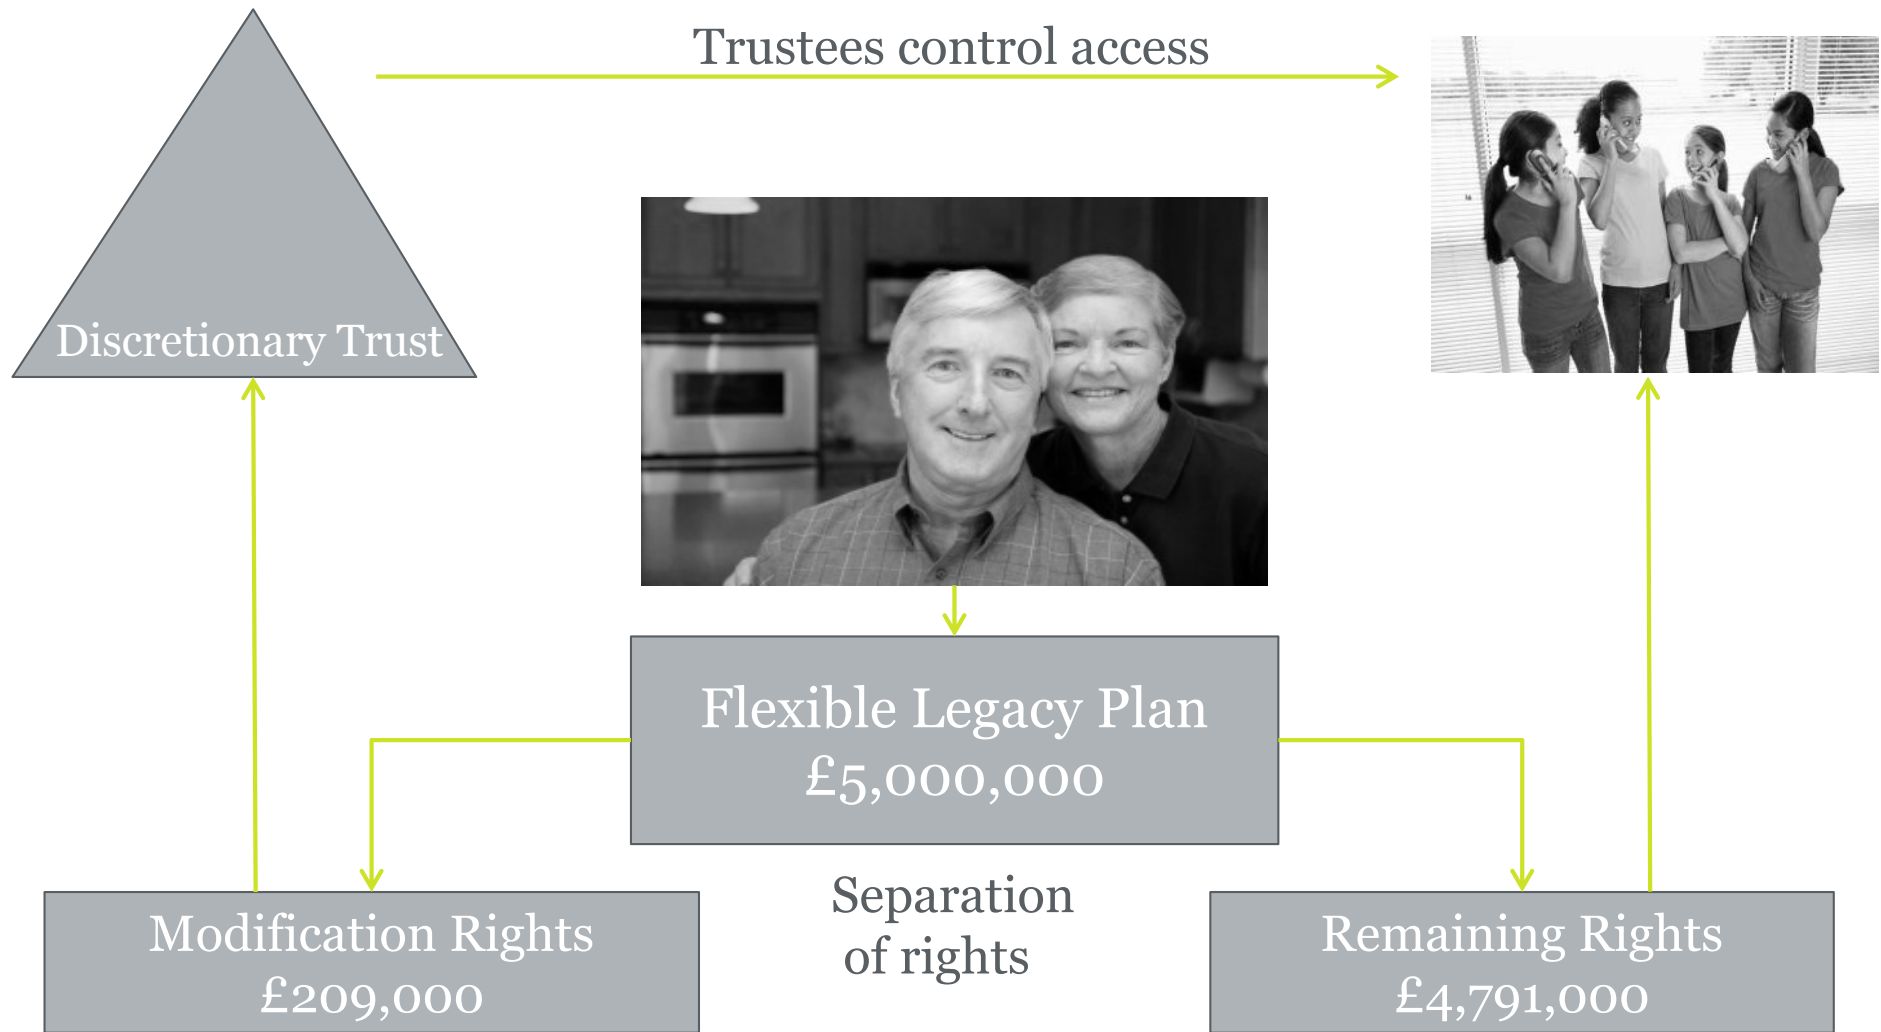 Trustees control access
Discretionary Trust
Flexible Legacy Plan
£5,000,000
Separation
of rights
Modification Rights
£209,000
Remaining Rights
£4,791,000